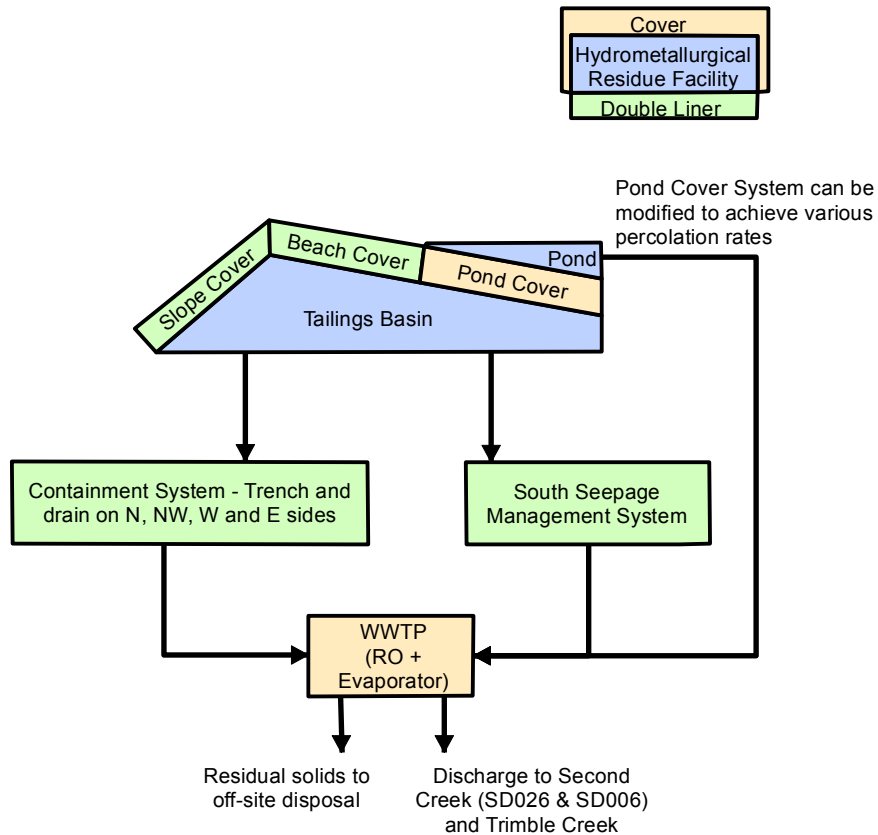 Cover
Hydrometallurgical
Residue Facility
Double Liner
Pond Cover System can be
modified to achieve various
percolation rates
Slope Cover
Beach Cover
Pond
Pond Cover
Tailings Basin
Containment System - Trench and
drain on N, NW, W and E sides
South Seepage
Management System
WWTP
(RO +
Evaporator)
Residual solids to
off-site disposal
Discharge to Second
Creek (SD026 & SD006)
and Trimble Creek